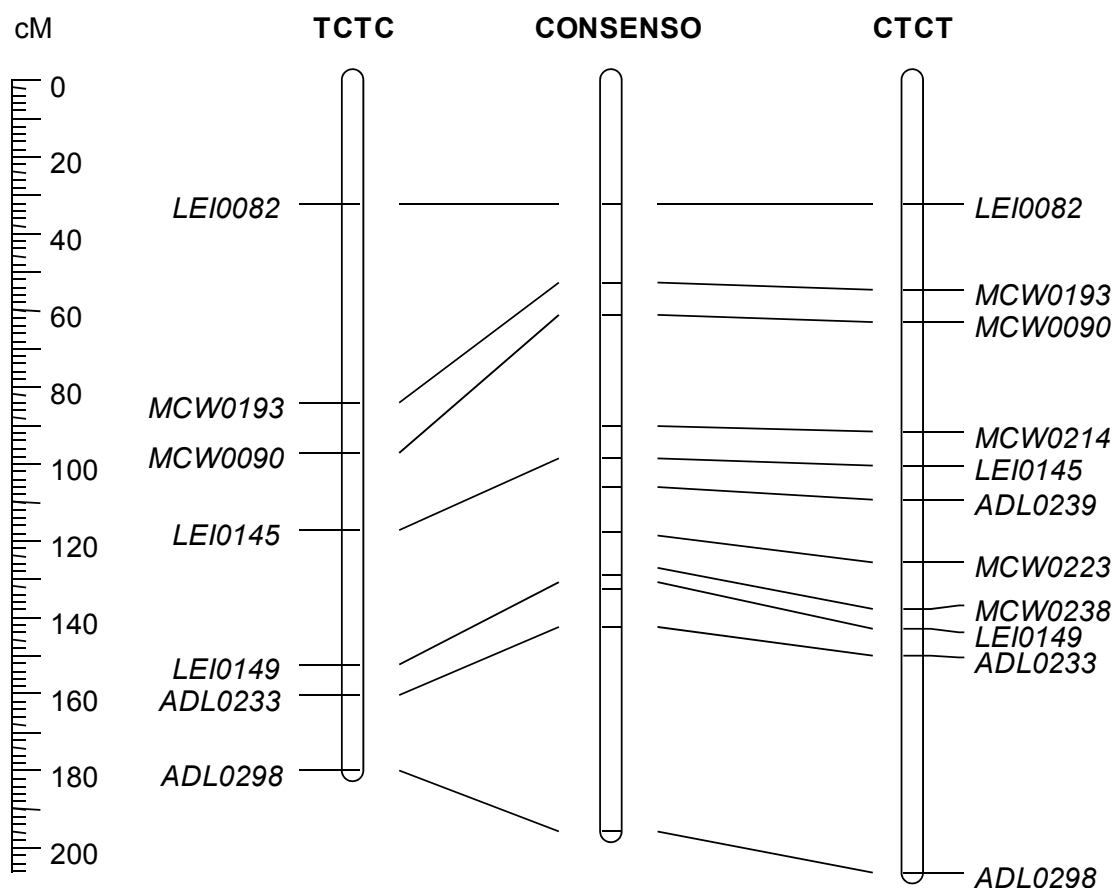 cM
TCTC
CONSENSO
CTCT
0
20
40
60
80
100
120
140
160
180
200
LEI0082
MCW0193
MCW0090
LEI0145
LEI0149
ADL0233
ADL0298
LEI0082
MCW0193
MCW0090
MCW0214
LEI0145
ADL0239
MCW0223
MCW0238
LEI0149
ADL0233
ADL0298